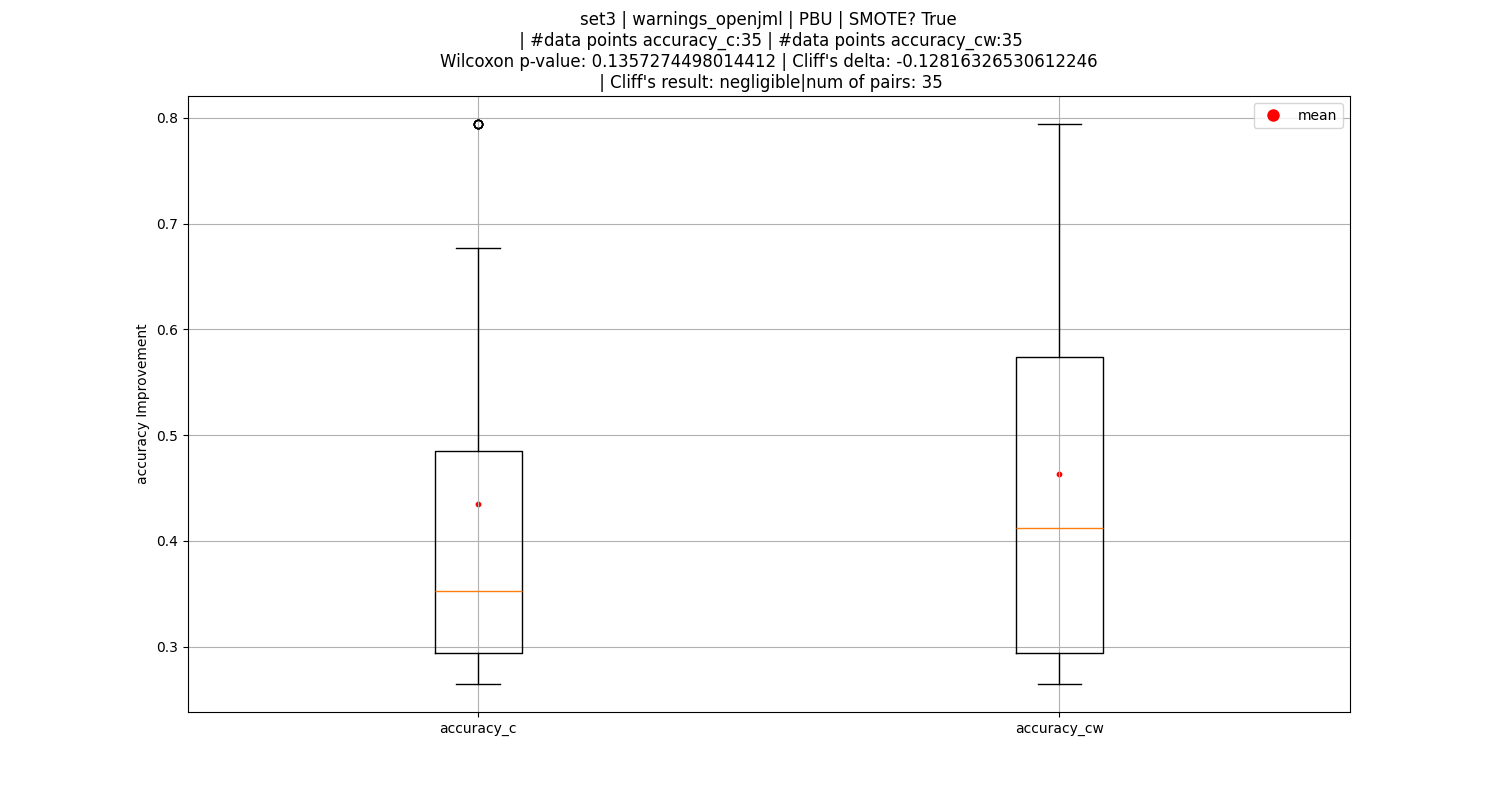 set3 | warnings_openjml | PBU | SMOTE? True
| #data points accuracy_c:35 | #data points accuracy_cw:35
Wilcoxon p-value: 0.1357274498014412 | Cliff's delta: -0.12816326530612246
| Cliff's result: negligible|num of pairs: 35
mean
0.8
0.7
0.6
0.5
0.4
0.3
accuracy Improvement
accuracy_c
accuracy_cw